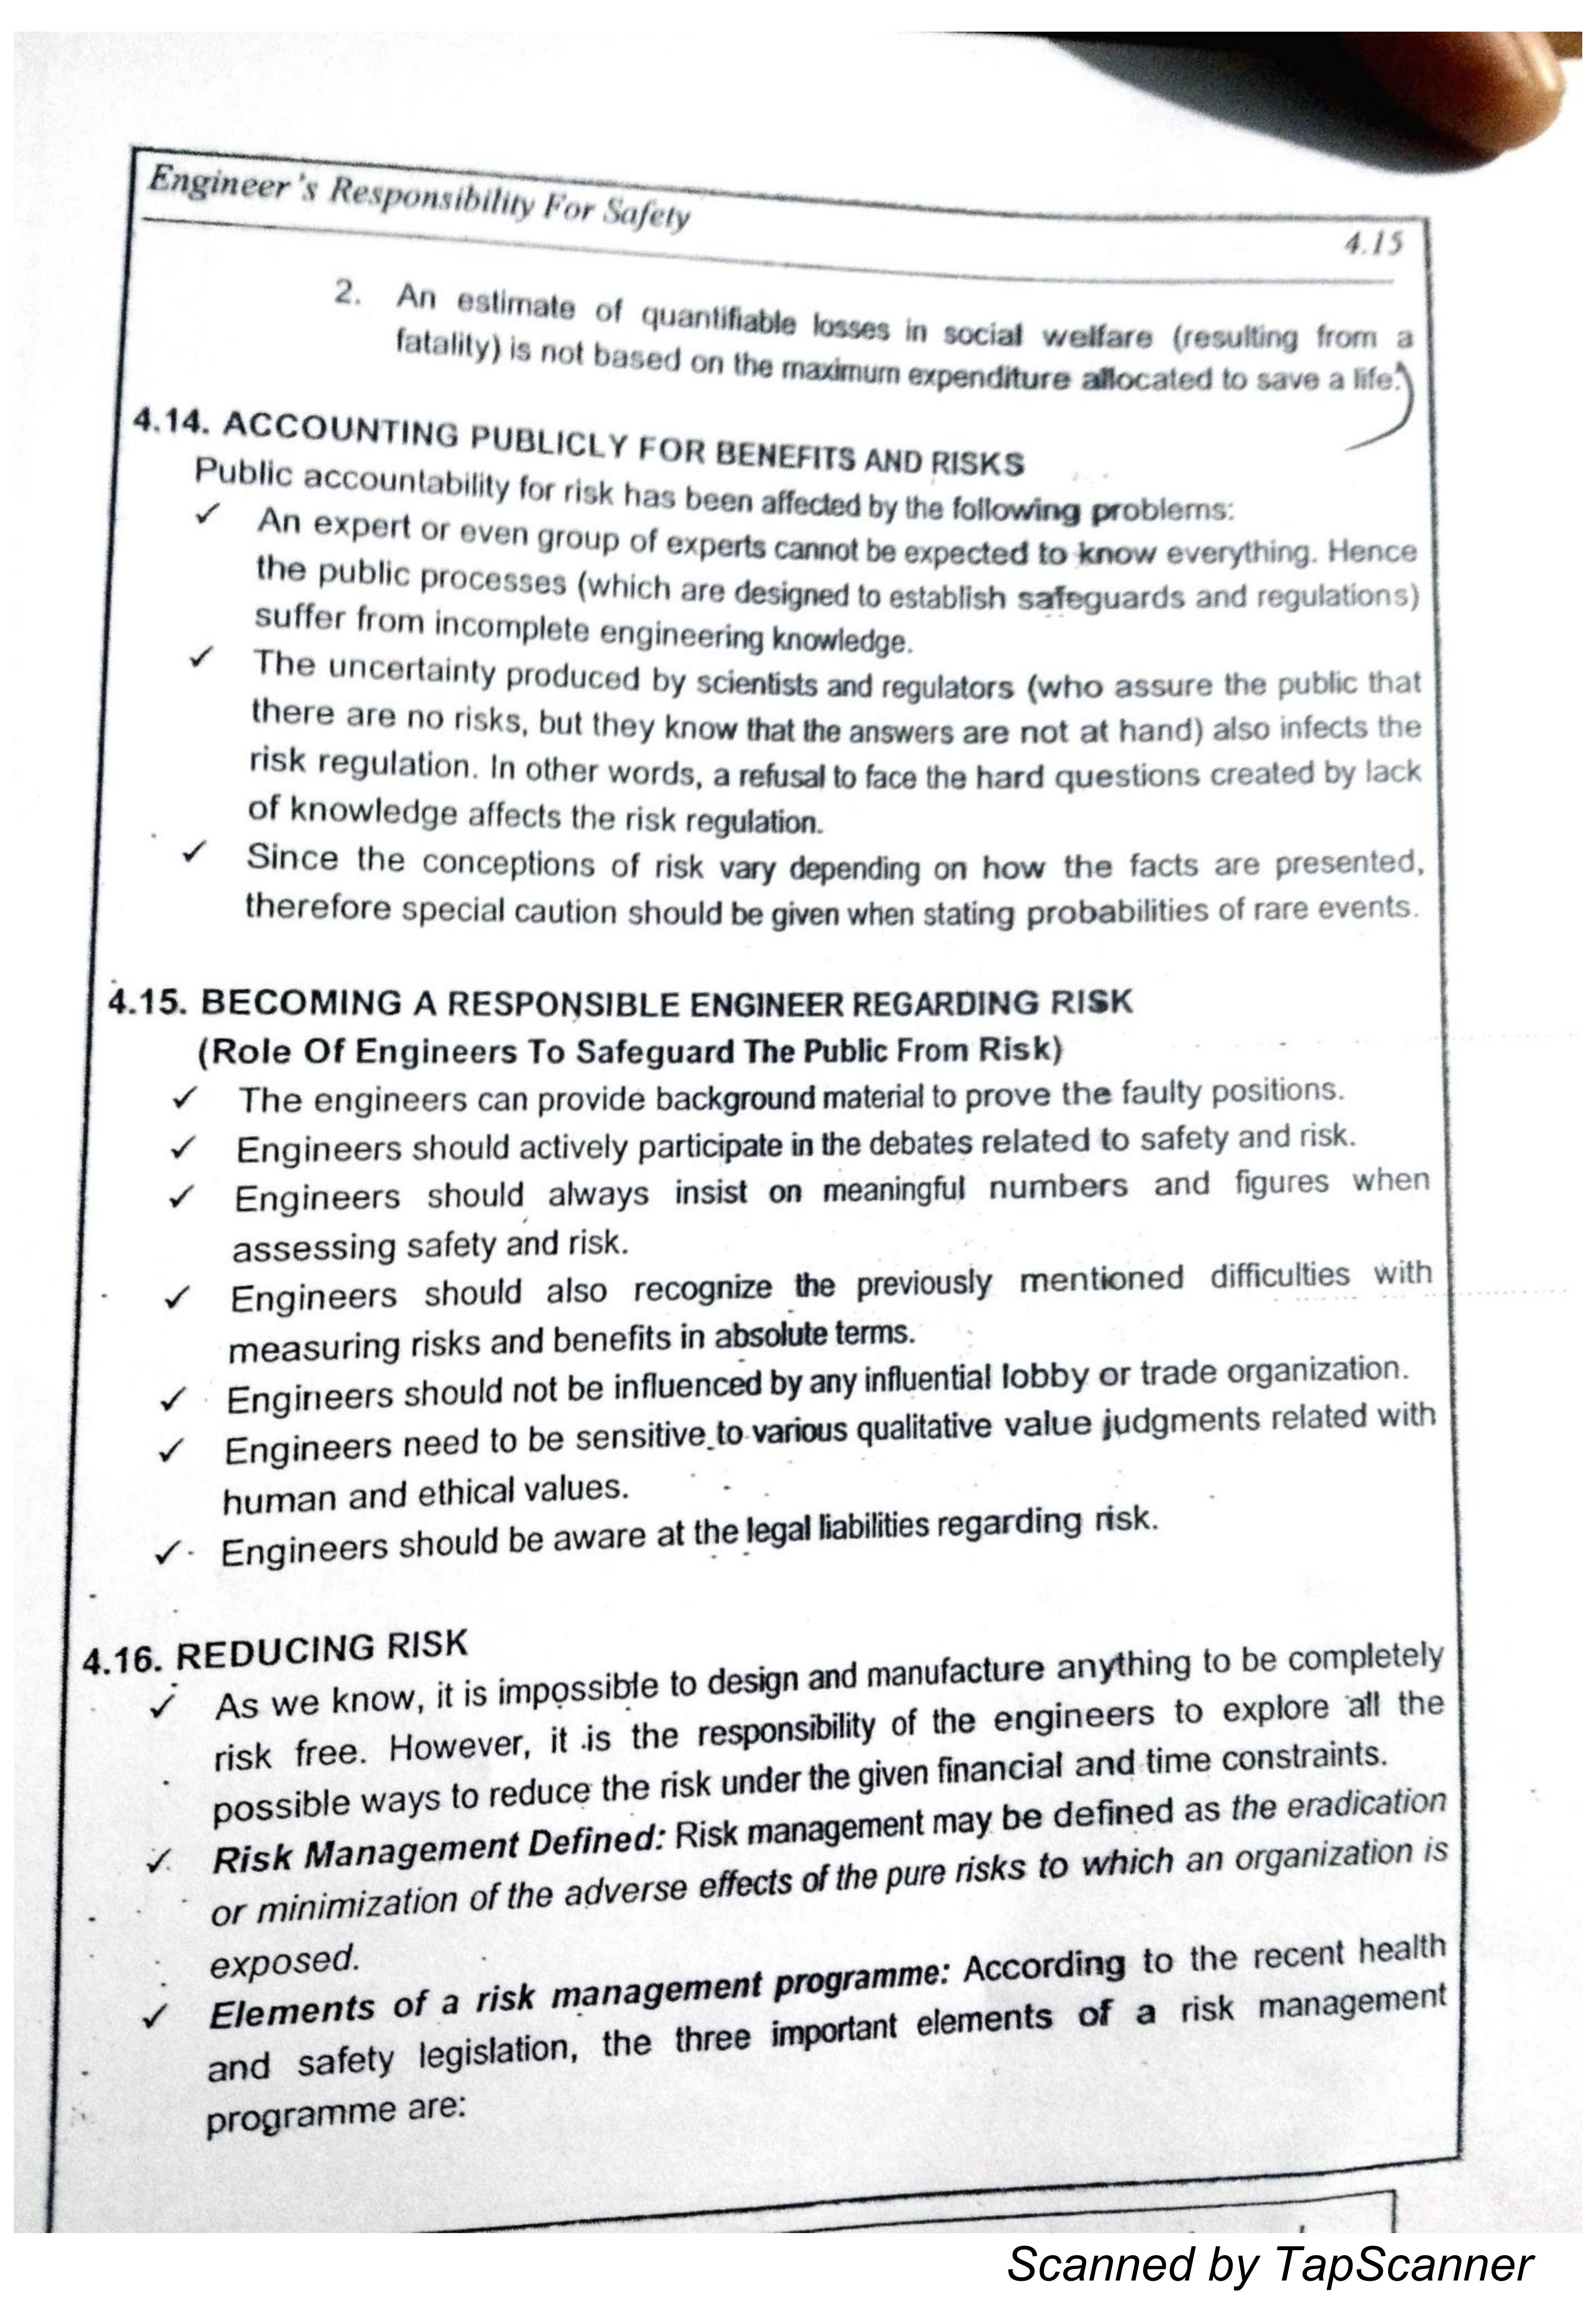 Engineer's Responsibility For Safety
4.15
2. An estimate of quantifiable losses in social welfare (resulting from a
fatality) is not based on the maximum expenditure allocated to save a life.
4.14. ACCOUNTING PUBLICLY FOR BENEFITS AND RISKS
Public accountability for risk has been affected by the following problems:
✓ An expert or even group of experts cannot be expected to know everything. Hence
the public processes (which are designed to establish safeguards and regulations)
suffer from incomplete engineering knowledge.
✓ The uncertainty produced by scientists and regulators (who assure the public that
there are no risks, but they know that the answers are not at hand) also infects the
risk regulation. In other words, a refusal to face the hard questions created by lack
of knowledge affects the risk regulation.
✓ Since the conceptions of risk vary depending on how the facts are presented,
therefore special caution should be given when stating probabilities of rare events.
4.15. BECOMING A RESPONSIBLE ENGINEER REGARDING RISK
(Role Of Engineers To Safeguard The Public From Risk)
✓ The engineers can provide background material to prove the faulty positions.
✓ Engineers should actively participate in the debates related to safety and risk.
✓ Engineers should always insist on meaningful numbers and figures when
assessing safety and risk.
✓ Engineers should also recognize the previously mentioned difficulties with
measuring risks and benefits in absolute terms.
✓ Engineers should not be influenced by any influential lobby or trade organization.
✓ Engineers need to be sensitive to various qualitative value judgments related with
human and ethical values.
✓ Engineers should be aware at the legal liabilities regarding risk.
4.16. REDUCING RISK
✓ As we know, it is impossible to design and manufacture anything to be completely
risk free. However, it is the responsibility of the engineers to explore all the
possible ways to reduce the risk under the given financial and time constraints.
✓ Risk Management Defined: Risk management may be defined as the eradication
or minimization of the adverse effects of the pure risks to which an organization is
exposed.
✓ Elements of a risk management programme: According to the recent health
and safety legislation, the three important elements of a risk management
programme are:
Scanned by TapScanner